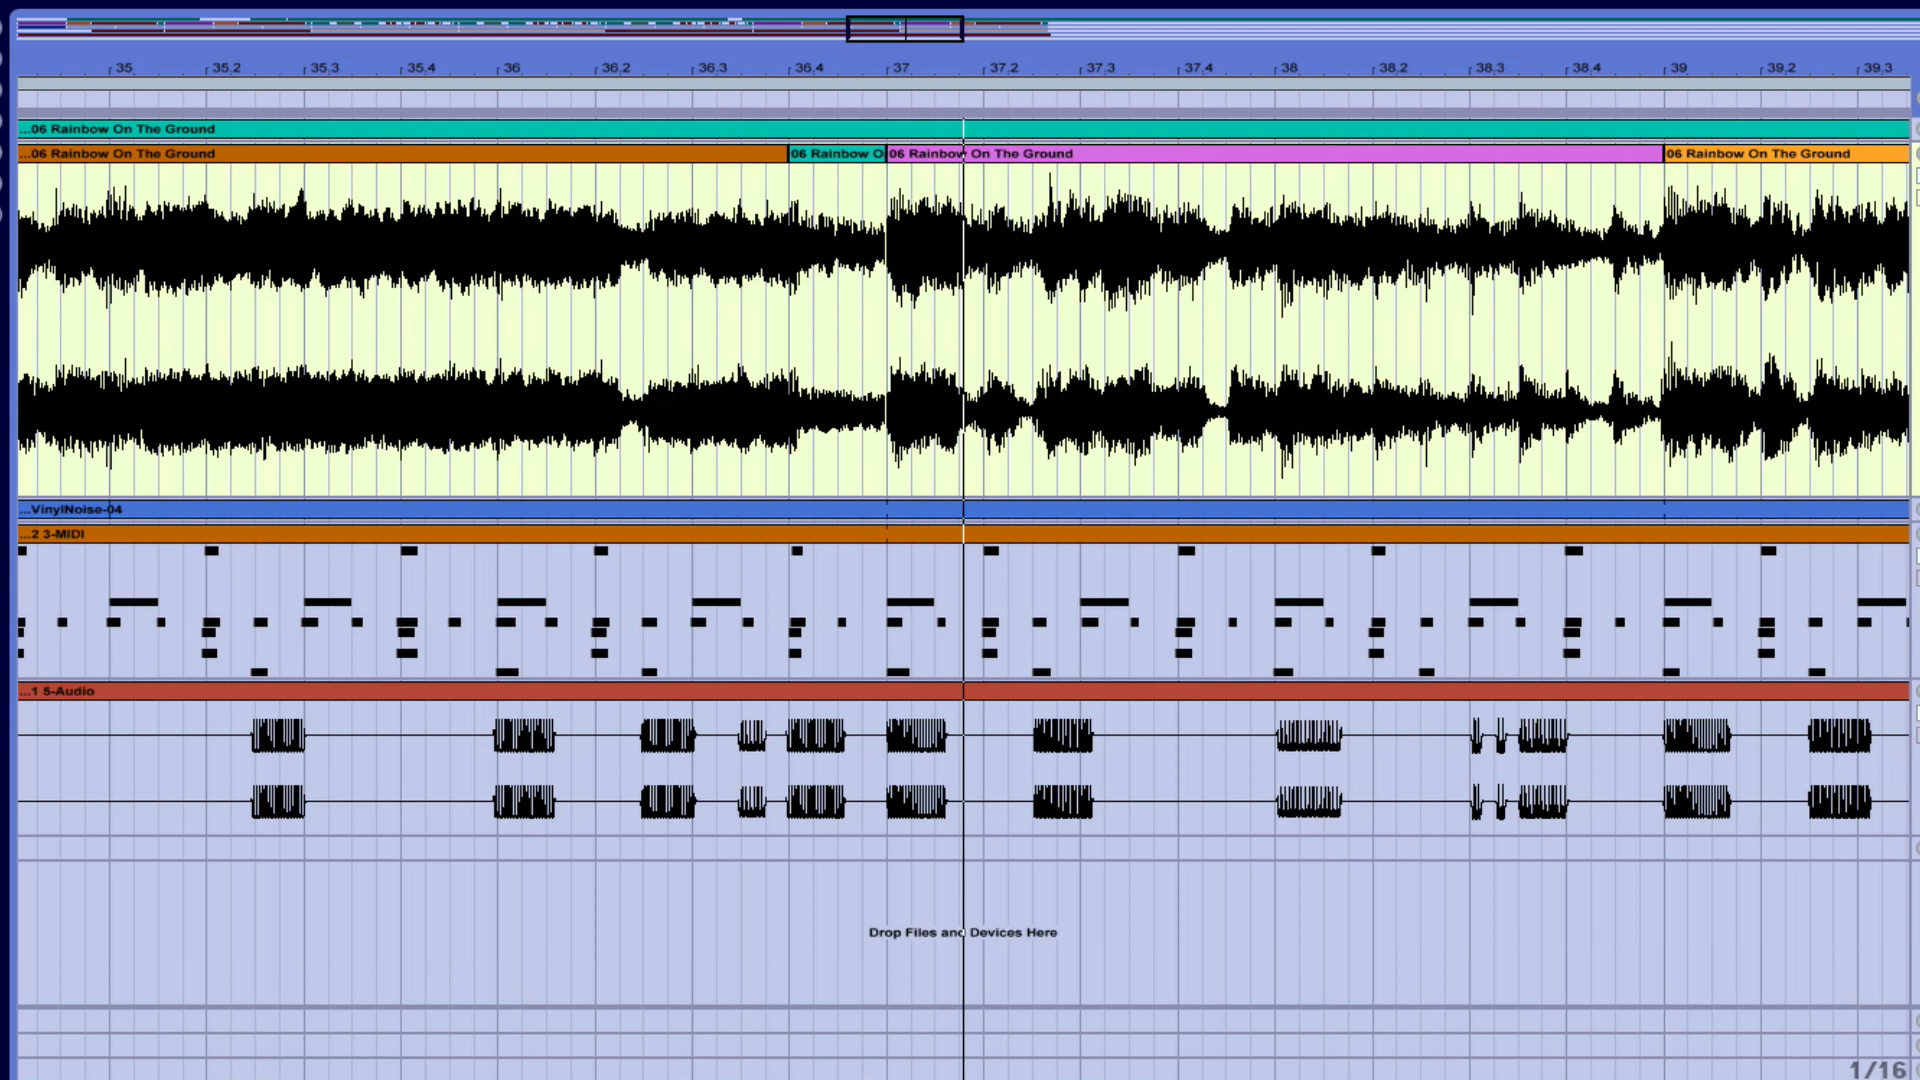 35 35.2 35.3 35.4 36 36.2 36.3 36.4 37 37.2 37.3 37.4 38 38.2 38.3 38.4 39 39.2 39.3
...06 Rainbow On The Ground
...06 Rainbow On The Ground 06 Rainbow O 06 Rainbow On The Ground 06 Rainbow On The Ground
...VinylNoise-04
...2 3-MIDI
...1 5-Audio
Drop Files and Devices Here
1/16